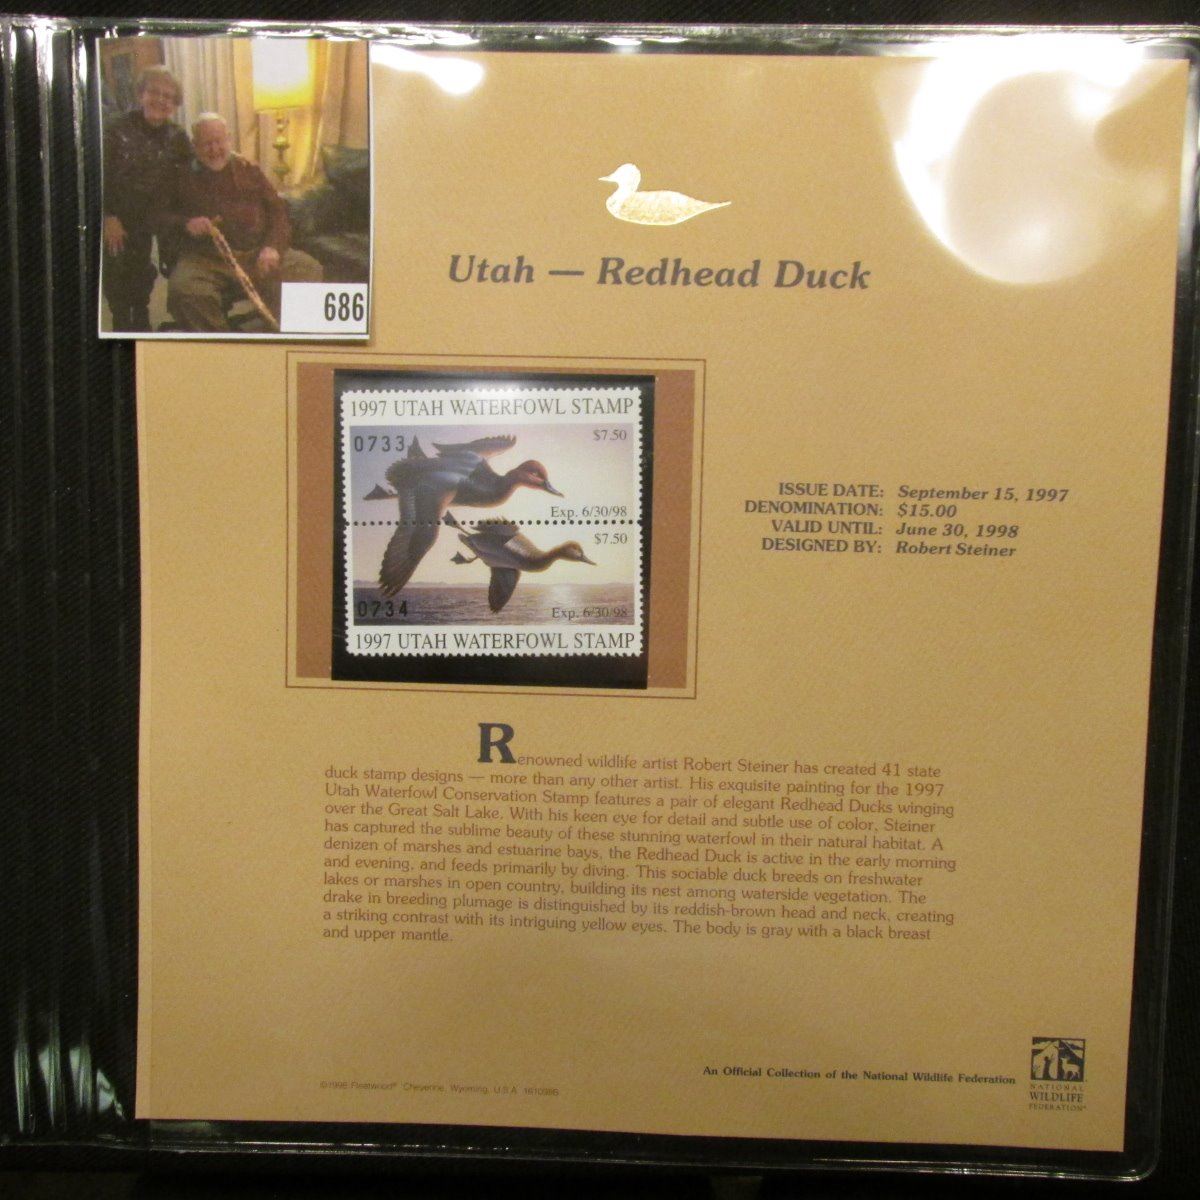 686
Utah — Redhead Duck
1997 UTAH WATERFOWL STAMP
0733
$7.50
Exp. 6/30/98
$7.50
0734
Exp. 6/30/98
1997 UTAH WATERFOWL STAMP
ISSUE DATE: September 15, 1997
DENOMINATION: $15.00
VALID UNTIL: June 30, 1998
DESIGNED BY: Robert Steiner
Renowned wildlife artist Robert Steiner has created 41 state
duck stamp designs — more than any other artist. His exquisite painting for the 1997
Utah Waterfowl Conservation Stamp features a pair of elegant Redhead Ducks winging
over the Great Salt Lake. With his keen eye for detail and subtle use of color, Steiner
has captured the sublime beauty of these stunning waterfowl in their natural habitat. A
denizen of marshes and estuarine bays, the Redhead Duck is active in the early morning
and evening, and feeds primarily by diving. This sociable duck breeds on freshwater
lakes or marshes in open country, building its nest among waterside vegetation. The
drake in breeding plumage is distinguished by its reddish-brown head and neck, creating
a striking contrast with its intriguing yellow eyes. The body is gray with a black breast
and upper mantle.
An Official Collection of the National Wildlife Federation
NATIONAL
WILDLIFE
FEDERATION®
©1998 Fleetwood® Cheyenne, Wyoming, U.S.A.